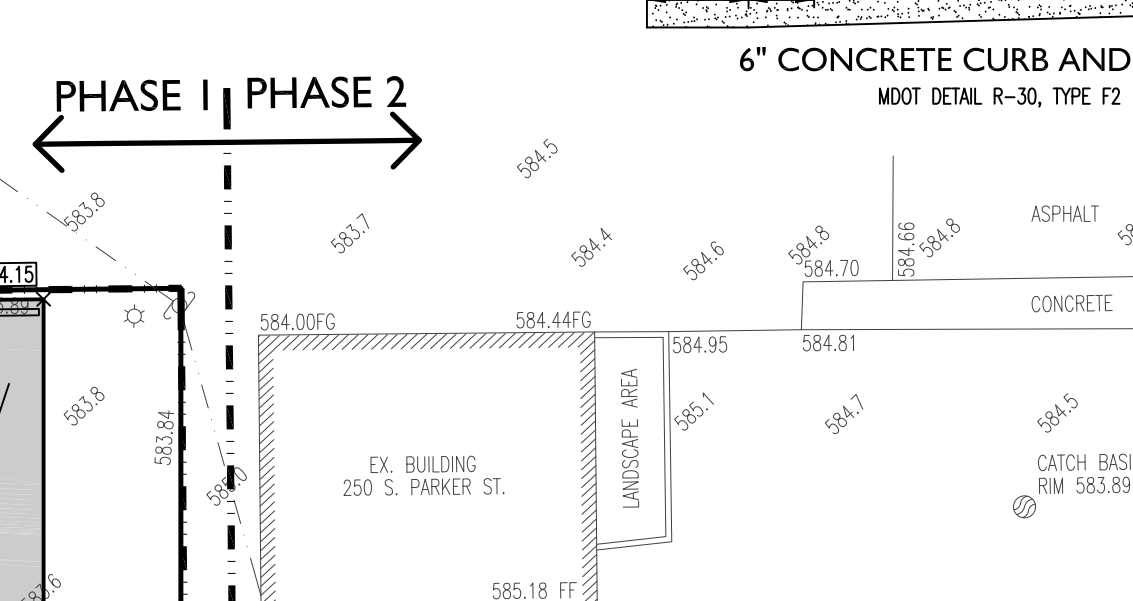 6" CONCRETE CURB AND
MDOT DETAIL R-30, TYPE F2
PHASE 1
PHASE 2
584.5
583.8
583.7
584.4
584.6
584.8
584.66
584.8
ASPHALT
4.15
584.70
CONCRETE
584.00FG
584.44FG
584.95
584.81
583.8
583.84
LANDSCAPE AREA
585.1
584.7
584.5
EX. BUILDING
250 S. PARKER ST.
CATCH BASI
RIM 583.89
585.18 FF